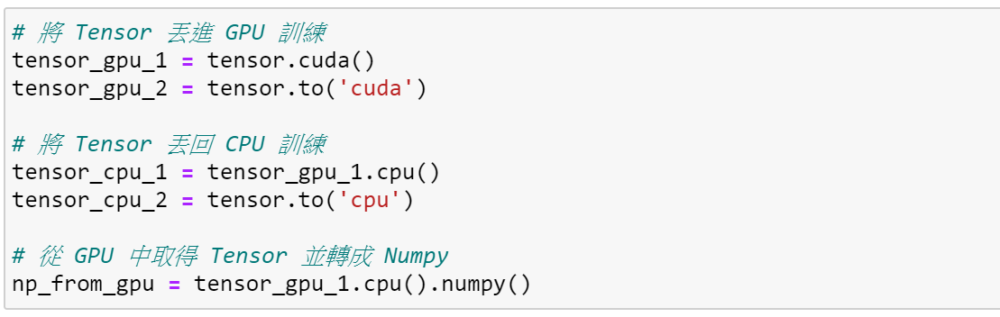 # 將 Tensor 丟進 GPU 訓練
tensor_gpu_1 = tensor.cuda()
tensor_gpu_2 = tensor.to('cuda')
# 將 Tensor 丟回 CPU 訓練
tensor_cpu_1 = tensor_gpu_1.cpu()
tensor_cpu_2 = tensor.to('cpu')
# 從 GPU 中取得 Tensor 並轉成 Numpy
np_from_gpu = tensor_gpu_1.cpu().numpy()